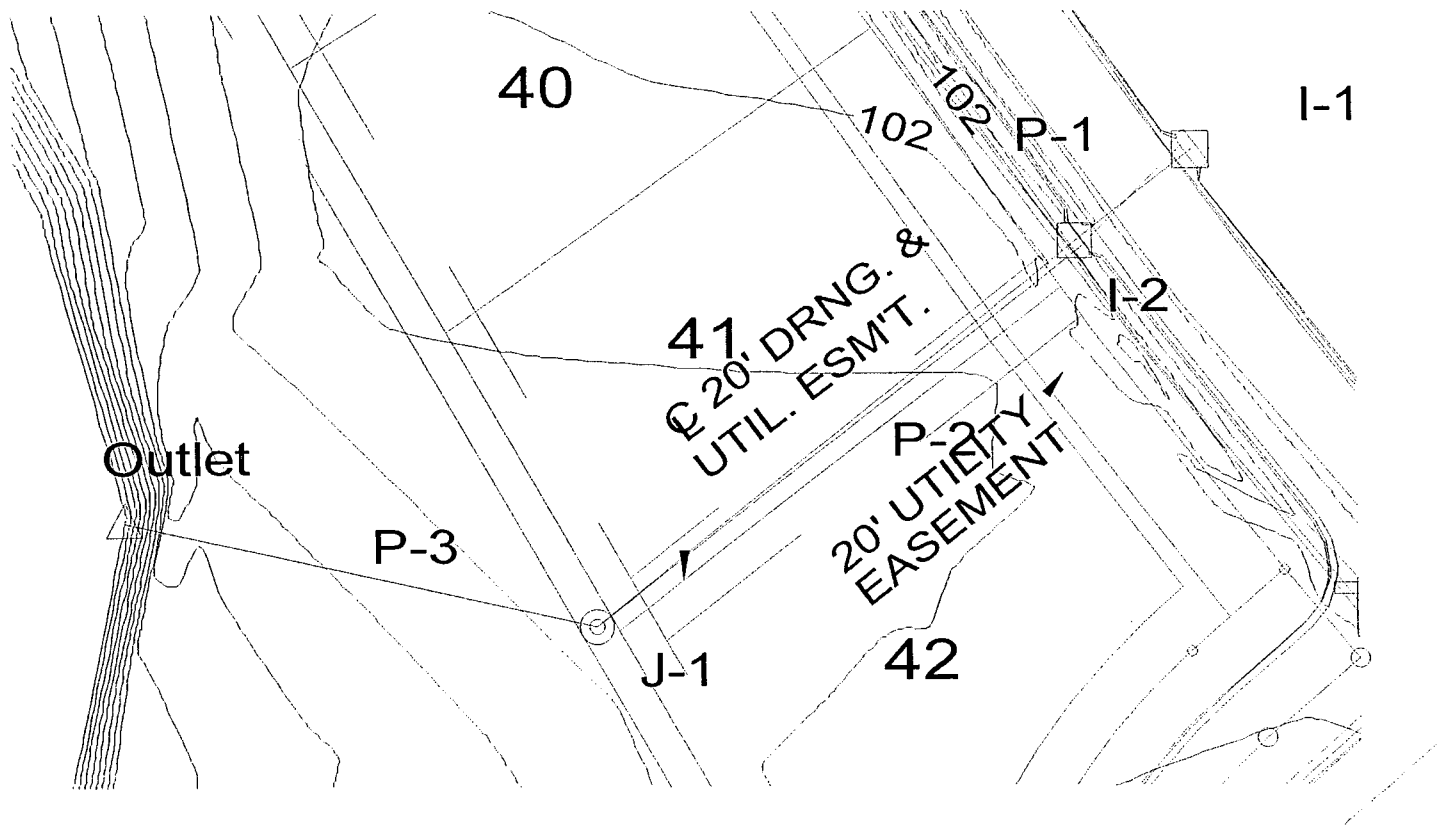 40
I-1
102
102
P-1
I-2
41
℄ 20' DRNG. &
UTIL. ESM'T.
P-2
20' UTILITY
EASEMENT
Outlet
P-3
J-1
42